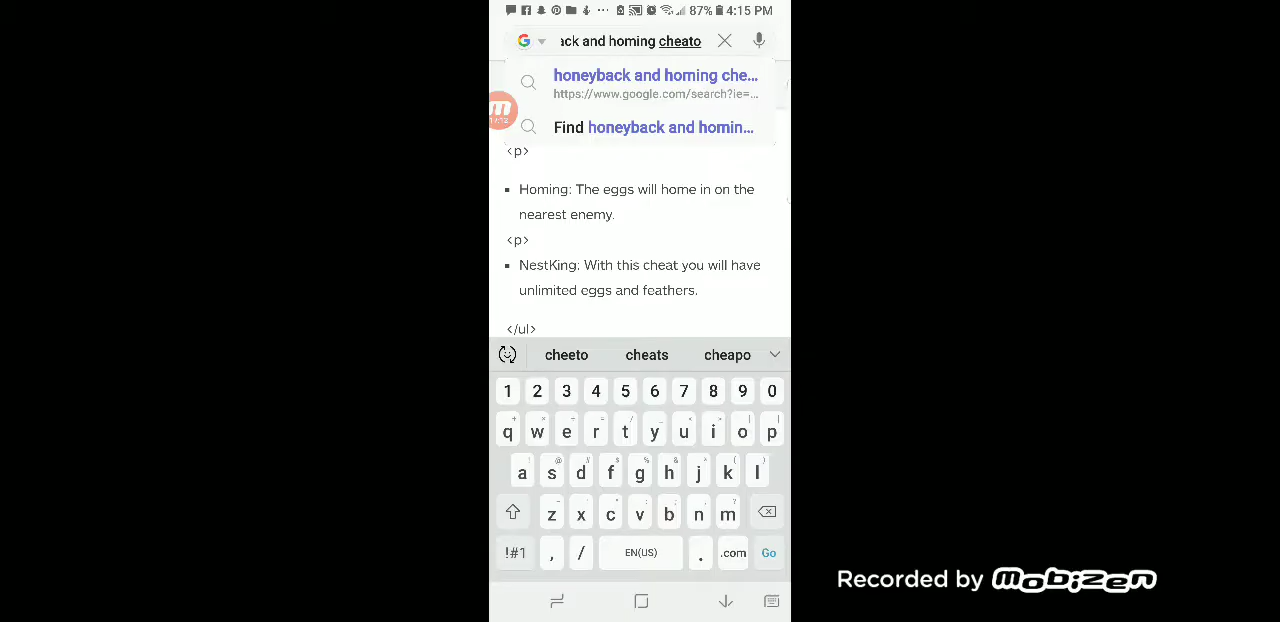 87% 4:15 PM
ack and homing cheato
honeyback and homing che...
https://www.google.com/search?ie=...
17:13
Find honeyback and homin...
<p>
▪ Homing: The eggs will home in on the
nearest enemy.
<p>
▪ NestKing: With this cheat you will have
unlimited eggs and feathers.
</ul>
cheeto cheats cheapo
1 2 3 4 5 6 7 8 9 0
q w e r t y u i o p
a s d f g h j k l
z x c v b n m
!#1 , / EN(US) . .com Go
Recorded by mobizen